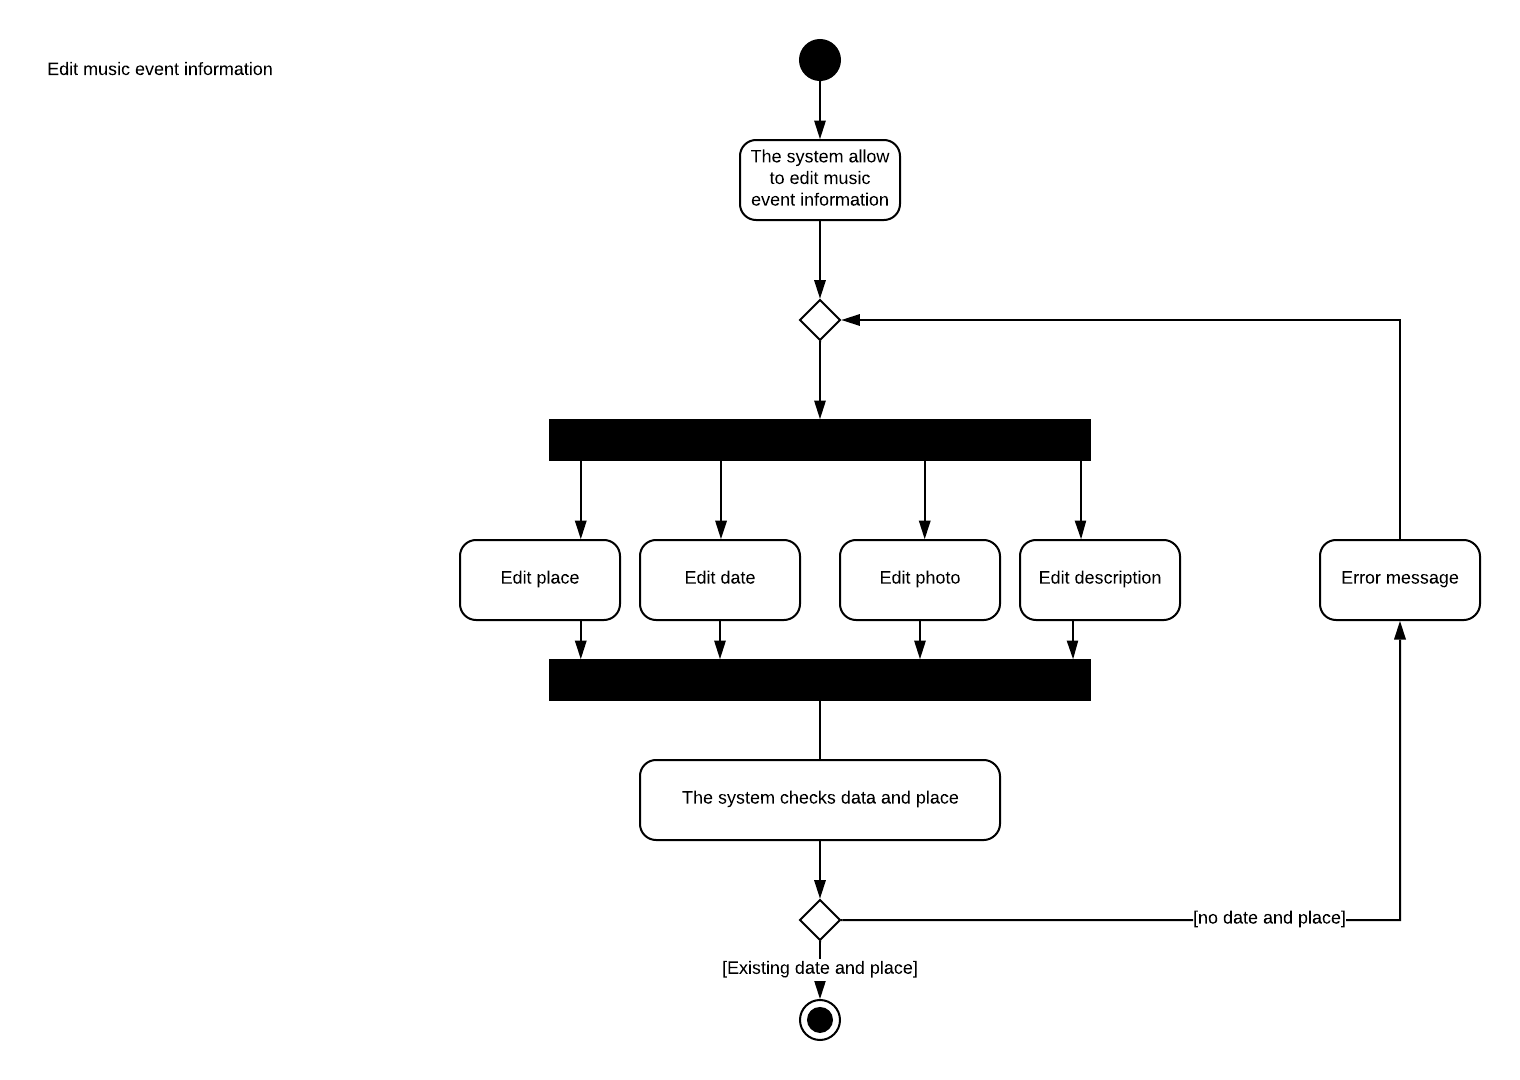 Edit music event information
The system allow
to edit music
event information
Edit place
Edit date
Edit photo
Edit description
Error message
The system checks data and place
[no date and place]
[Existing date and place]